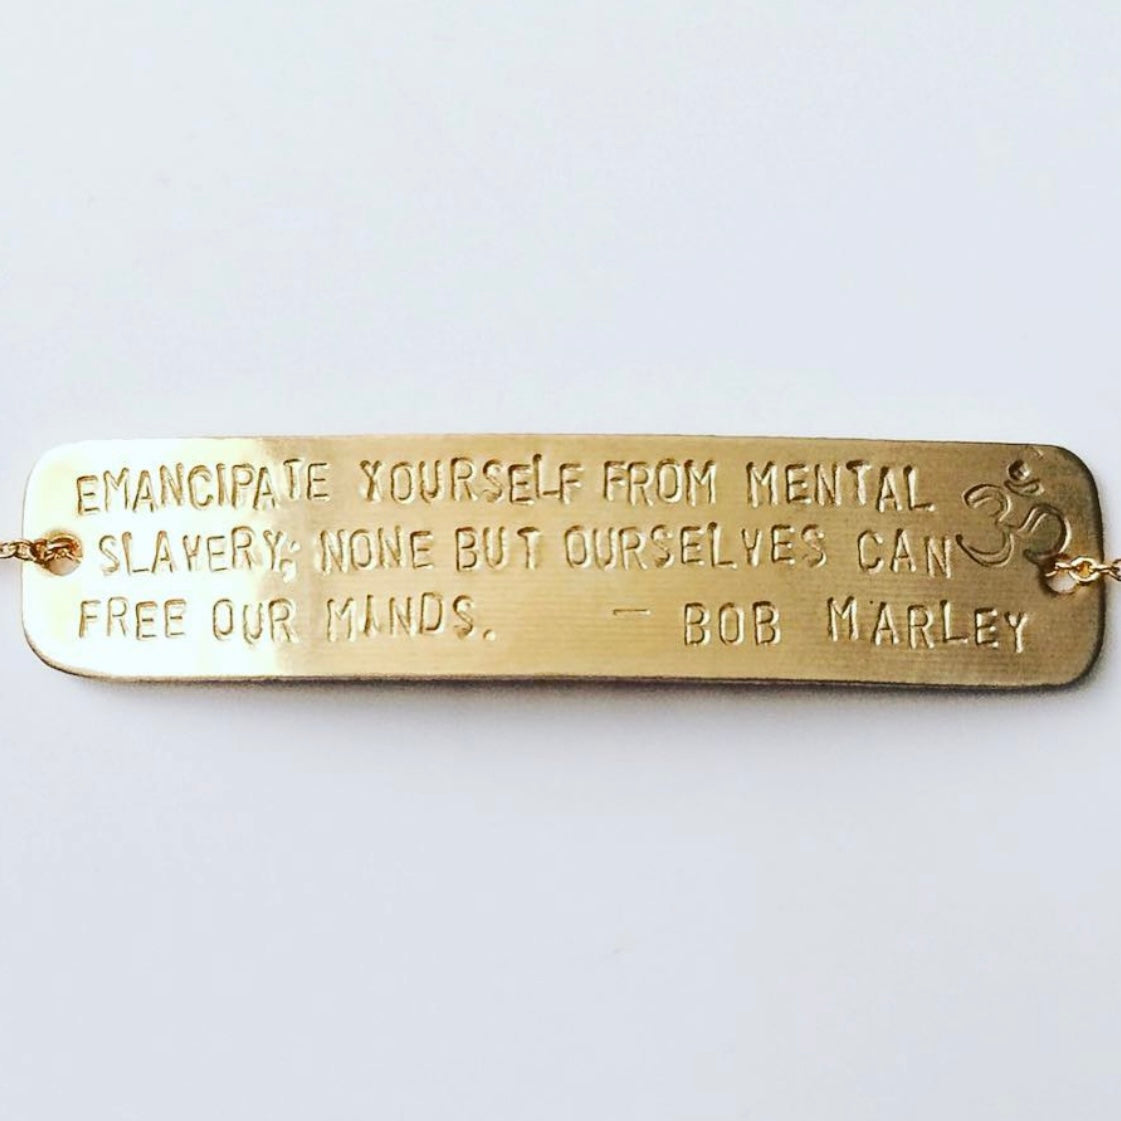 EMANCIPATE YOURSELF FROM MENTAL
SLAVERY; NONE BUT OURSELVES CAN ॐ
FREE OUR MINDS. — BOB MARLEY